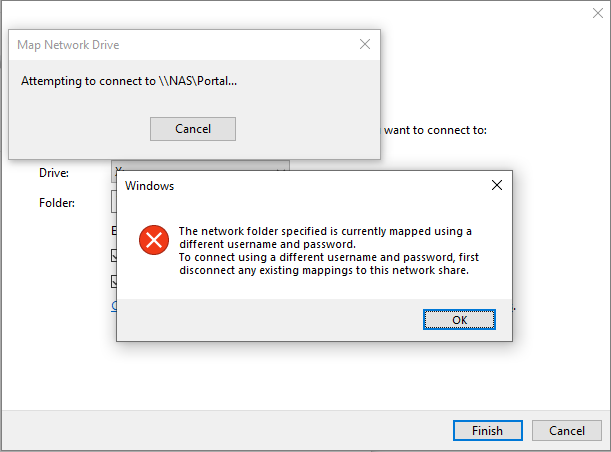 Map Network Drive
Attempting to connect to \\NAS\Portal...
Cancel
want to connect to:
Drive:
Folder:
Windows
The network folder specified is currently mapped using a
different username and password.
To connect using a different username and password, first
disconnect any existing mappings to this network share.
OK
Finish
Cancel